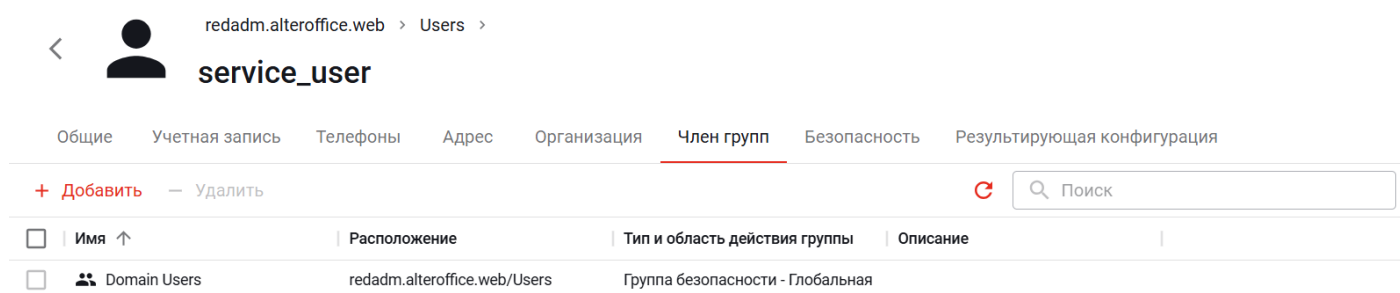 redadm.alteroffice.web > Users >
service_user
Общие Учетная запись Телефоны Адрес Организация Член групп Безопасность Результирующая конфигурация
+ Добавить — Удалить Поиск
Имя ↑ Расположение Тип и область действия группы Описание
Domain Users redadm.alteroffice.web/Users Группа безопасности - Глобальная